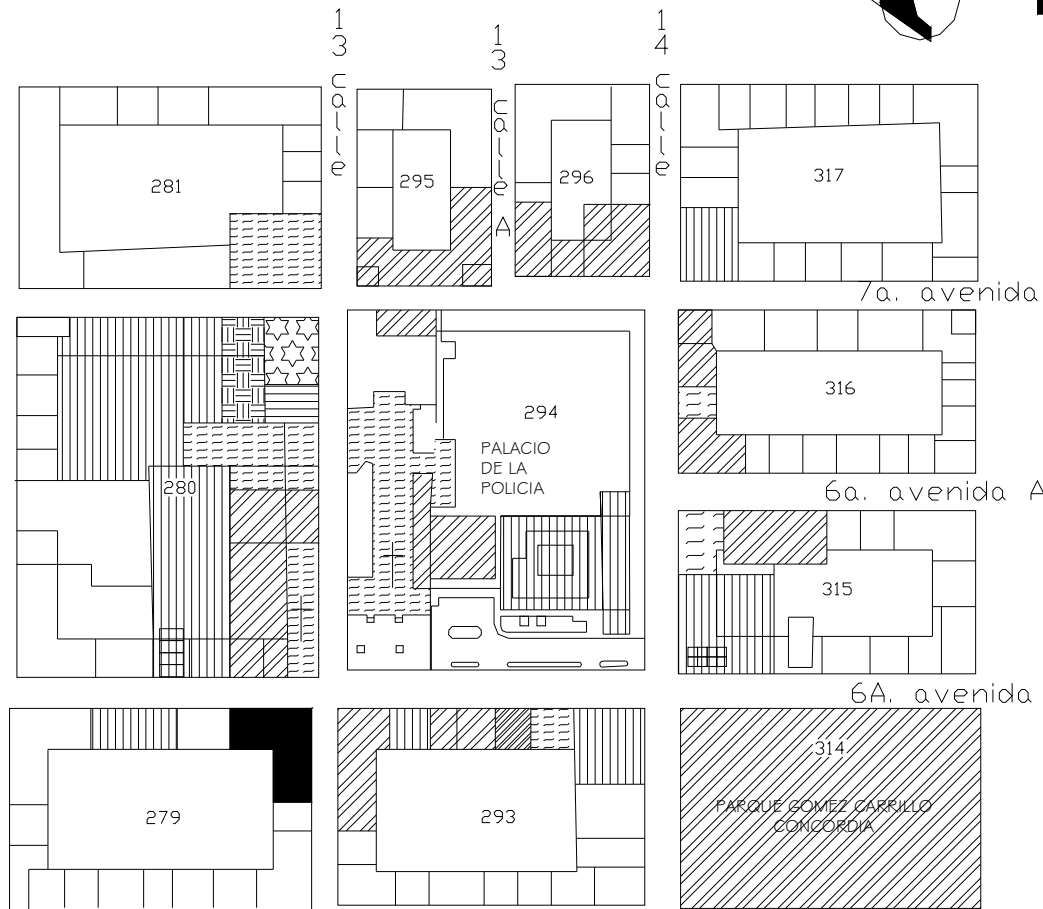 13 calle
13 calle A
14 calle
281
295
296
317
7a. avenida
280
294
PALACIO
DE LA
POLICIA
316
6a. avenida A
315
6A. avenida
279
293
314
PARQUE GOMEZ CARRILLO
CONCORDIA